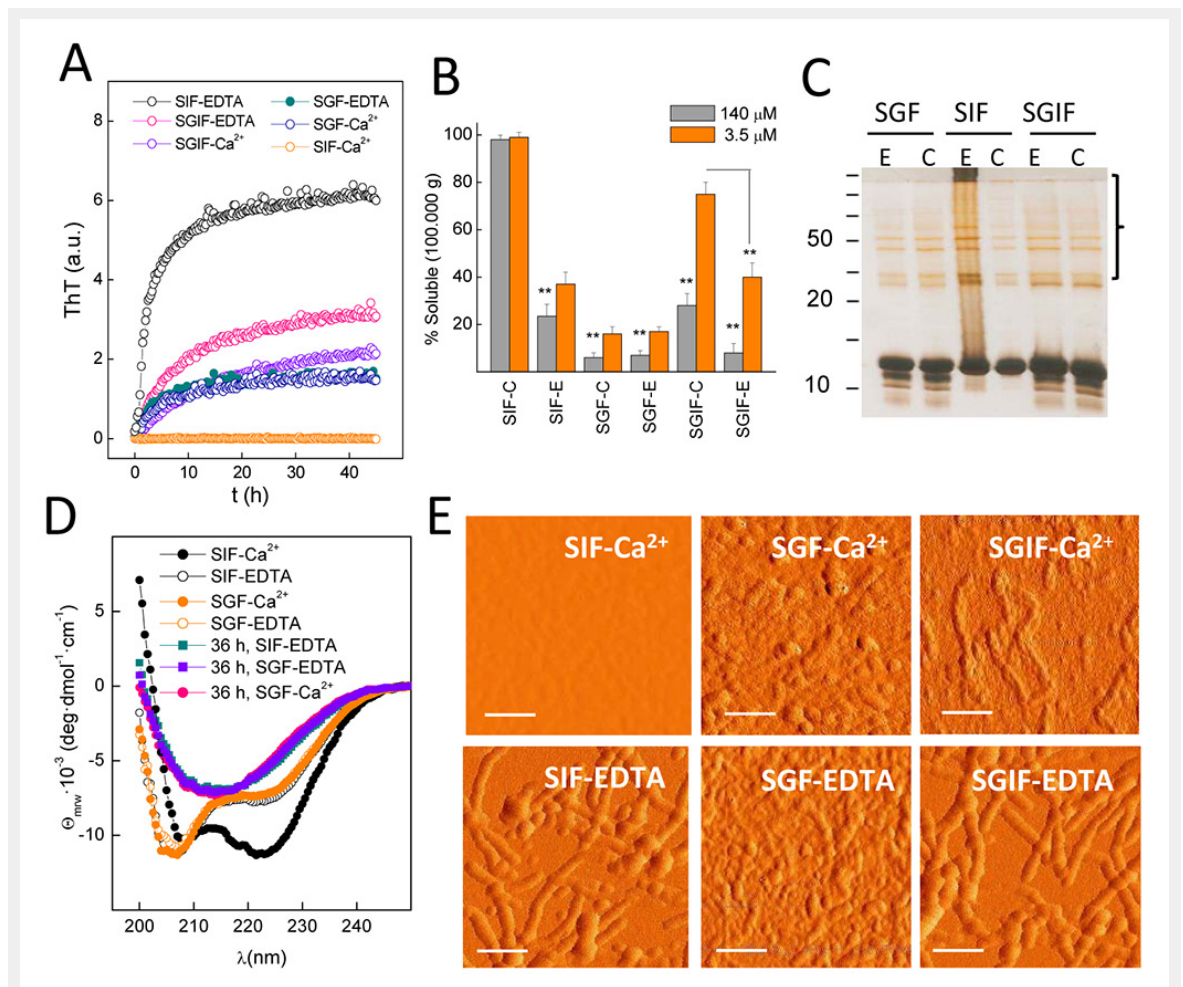 A
ThT (a.u.)
8
6
4
2
0
SIF-EDTA
SGIF-EDTA
SGIF-Ca²⁺
SGF-EDTA
SGF-Ca²⁺
SIF-Ca²⁺
0 10 20 30 40
t (h)
B
% Soluble (100.000 g)
100
80
60
40
20
140 µM
3.5 µM
**
**
**
**
**
**
SIF-C
SIF-E
SGF-C
SGF-E
SGIF-C
SGIF-E
C
SGF SIF SGIF
E C E C E C
50
20
10
D
Θmrw·10⁻³ (deg·dmol⁻¹·cm⁻¹)
5
0
-5
-10
SIF-Ca²⁺
SIF-EDTA
SGF-Ca²⁺
SGF-EDTA
36 h, SIF-EDTA
36 h, SGF-EDTA
36 h, SGF-Ca²⁺
200 210 220 230 240
λ(nm)
E
SIF-Ca²⁺
SGF-Ca²⁺
SGIF-Ca²⁺
SIF-EDTA
SGF-EDTA
SGIF-EDTA